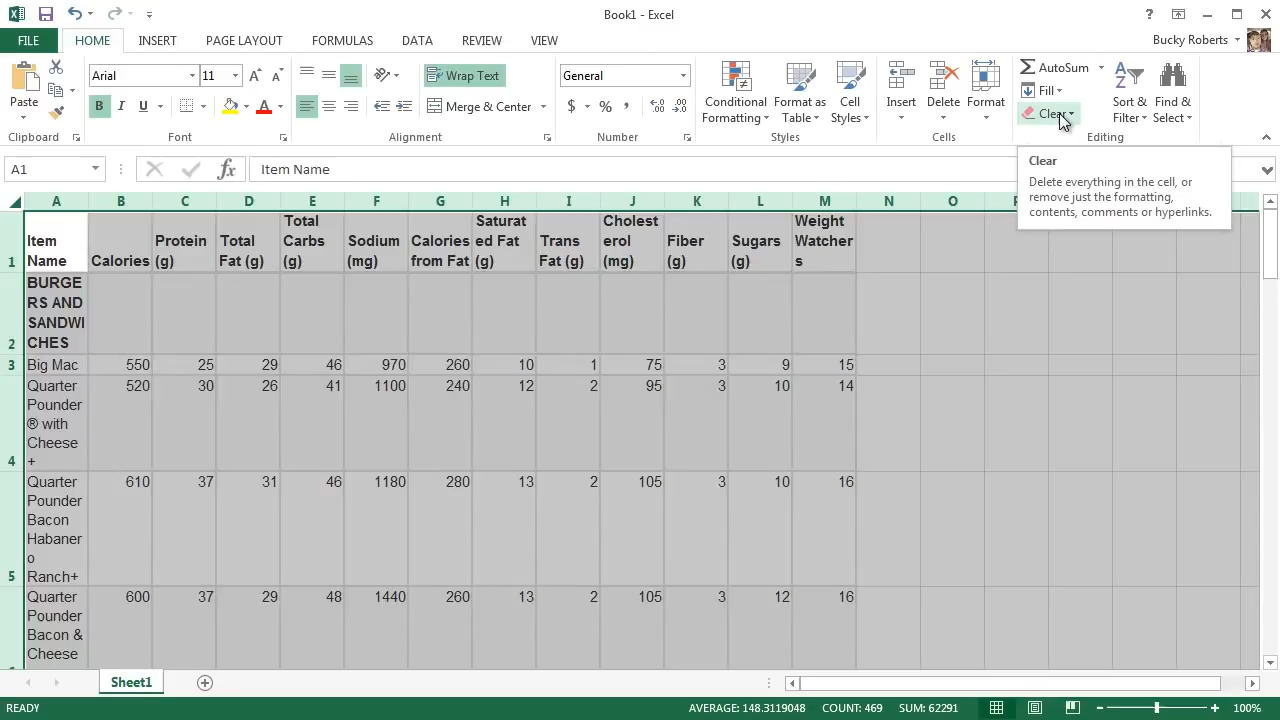 Book1 - Excel
?
FILE HOME INSERT PAGE LAYOUT FORMULAS DATA REVIEW VIEW Bucky Roberts
Paste
Clipboard
Arial 11 A A
B I U A
Font
Wrap Text
Merge & Center
Alignment
General
$ % , .00
Number
Conditional Formatting
Format as Table
Cell Styles
Styles
Insert Delete Format
Cells
AutoSum
Fill
Clear
Sort & Filter
Find & Select
Editing
A1 fx Item Name
Clear
Delete everything in the cell, or
remove just the formatting,
contents, comments or hyperlinks.
A B C D E F G H I J K L M N O
1 Item Name Calories Protein (g) Total Fat (g) Total Carbs (g) Sodium (mg) Calories from Fat Saturated Fat (g) Trans Fat (g) Cholesterol (mg) Fiber (g) Sugars (g) Weight Watchers
2 BURGERS AND SANDWICHES
3 Big Mac 550 25 29 46 970 260 10 1 75 3 9 15
4 Quarter Pounder® with Cheese+ 520 30 26 41 1100 240 12 2 95 3 10 14
5 Quarter Pounder Bacon Habanero Ranch+ 610 37 31 46 1180 280 13 2 105 3 10 16
Quarter Pounder Bacon & Cheese 600 37 29 48 1440 260 13 2 105 3 12 16
Sheet1
READY AVERAGE: 148.3119048 COUNT: 469 SUM: 62291 100%